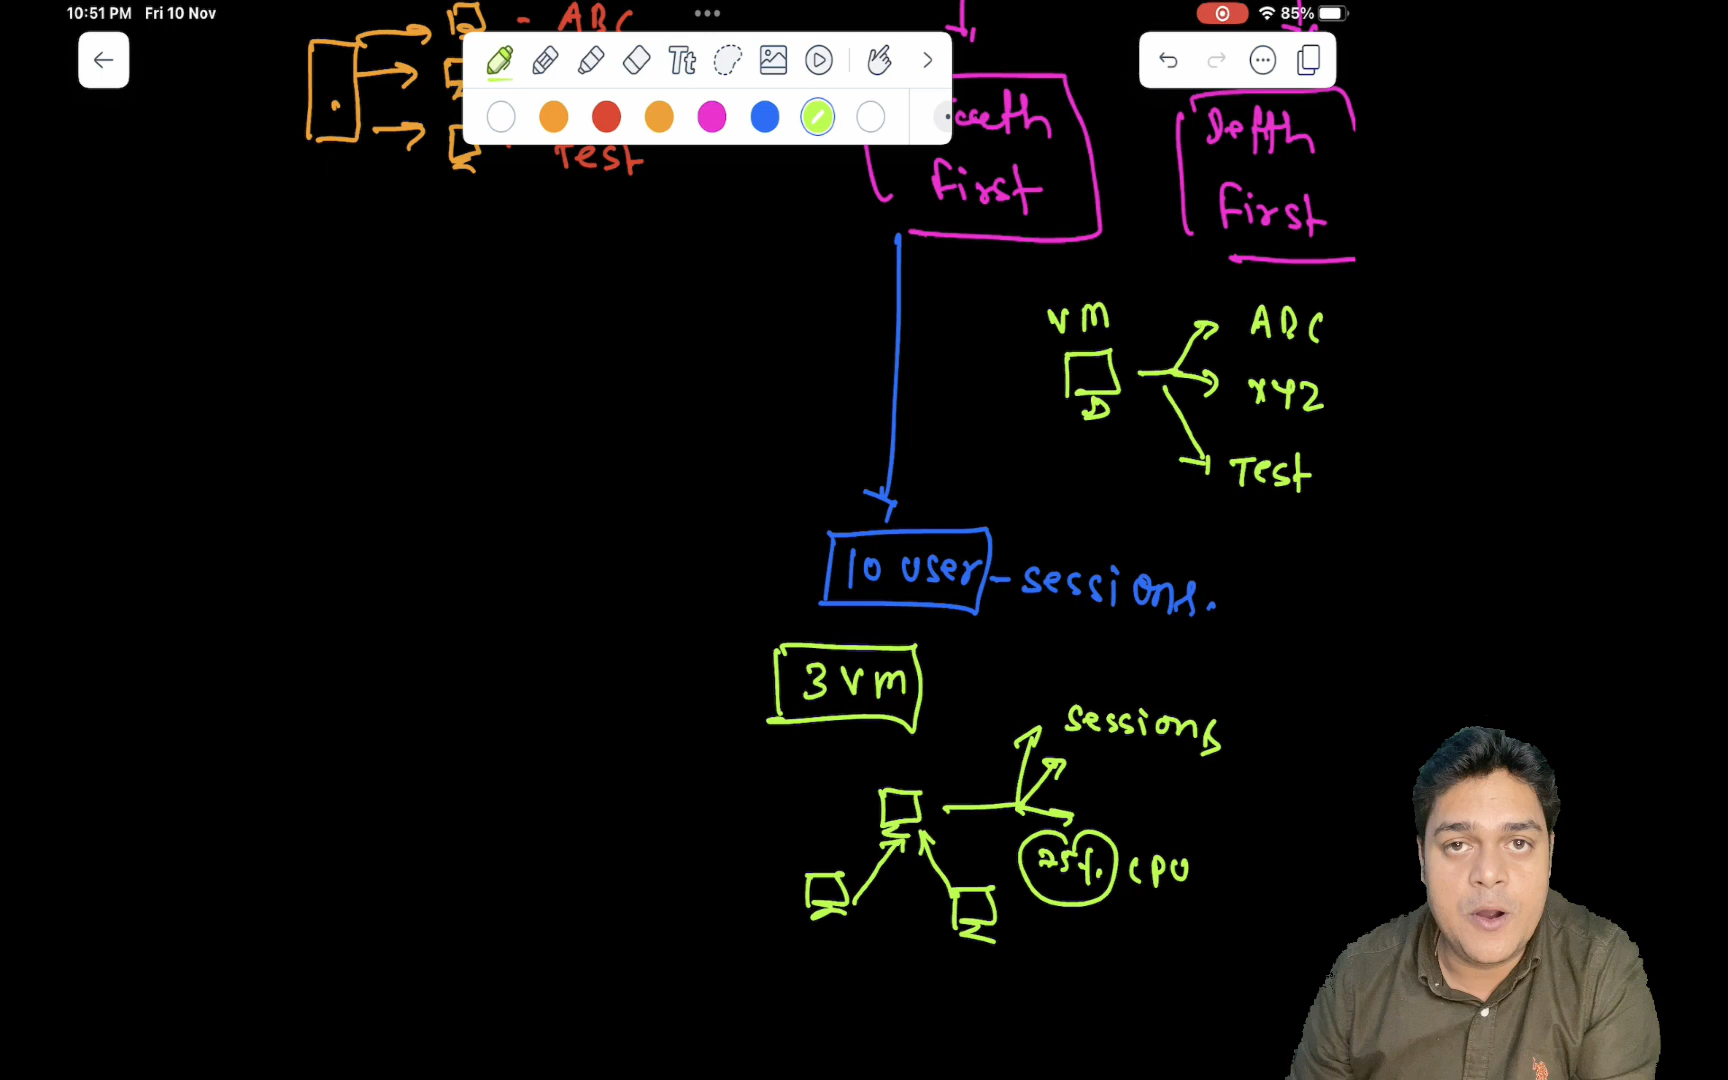 10:51 PM Fri 10 Nov
85%
- ABC
Test
Tt
First
Depth
First
VM
ABC
XYZ
Test
10 user - sessions.
3 VM
sessions
25% CPU